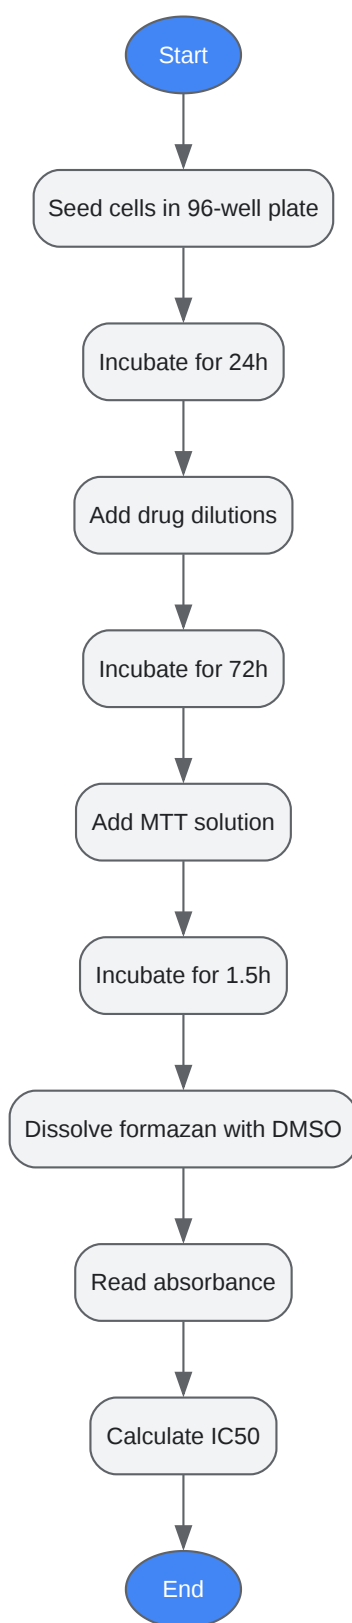 Start
Seed cells in 96-well plate
Incubate for 24h
Add drug dilutions
Incubate for 72h
Add MTT solution
Incubate for 1.5h
Dissolve formazan with DMSO
Read absorbance
Calculate IC50
End